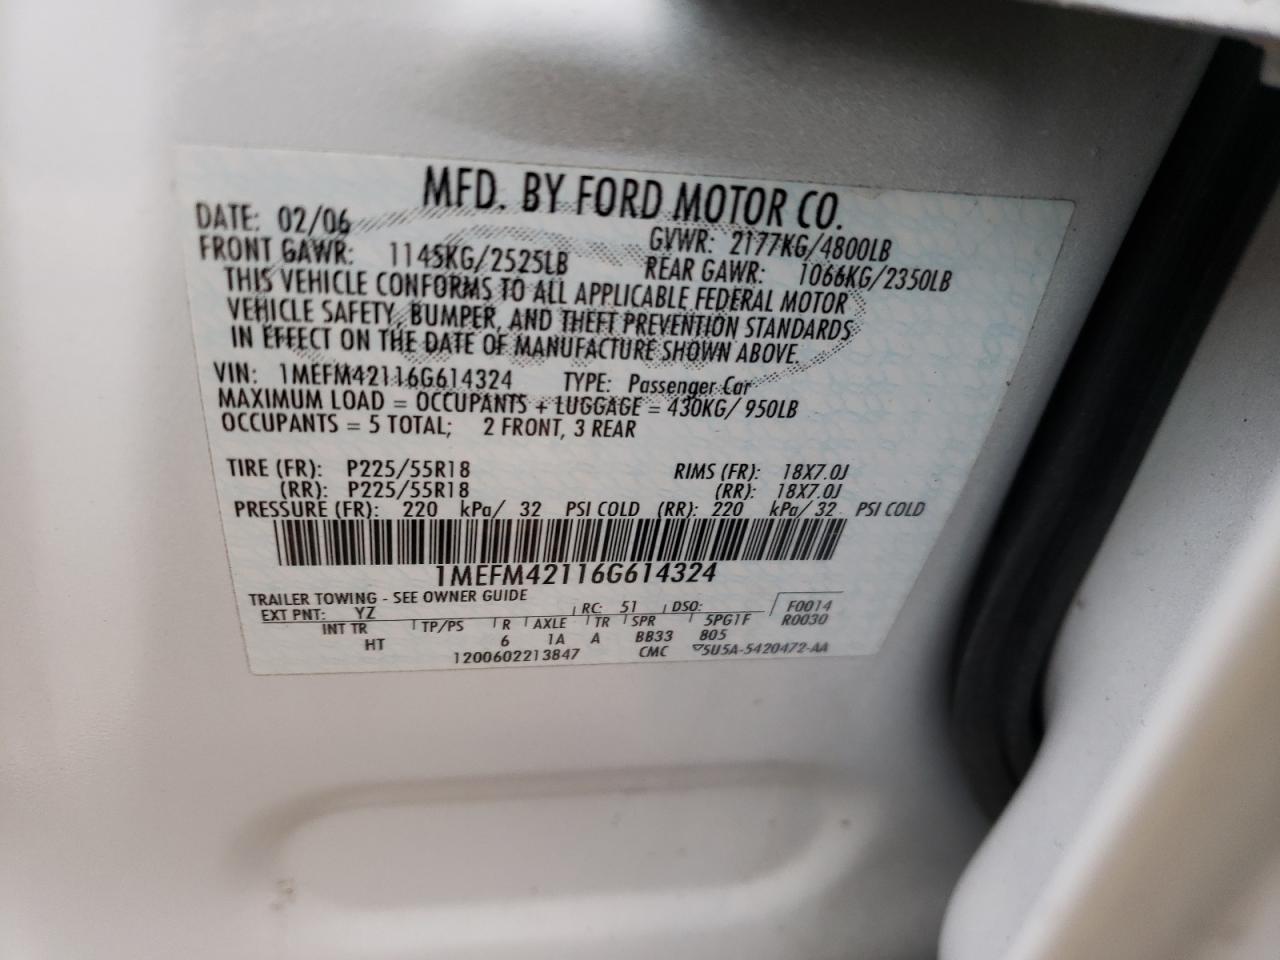 MFD. BY FORD MOTOR CO.
DATE: 02/06 GVWR: 2177KG/4800LB
FRONT GAWR: 1145KG/2525LB REAR GAWR: 1066KG/2350LB
THIS VEHICLE CONFORMS TO ALL APPLICABLE FEDERAL MOTOR
VEHICLE SAFETY, BUMPER, AND THEFT PREVENTION STANDARDS
IN EFFECT ON THE DATE OF MANUFACTURE SHOWN ABOVE.
VIN: 1MEFM42116G614324 TYPE: Passenger Car
MAXIMUM LOAD = OCCUPANTS + LUGGAGE = 430KG/ 950LB
OCCUPANTS = 5 TOTAL; 2 FRONT, 3 REAR
TIRE (FR): P225/55R18 RIMS (FR): 18X7.0J
(RR): P225/55R18 (RR): 18X7.0J
PRESSURE (FR): 220 kPa/ 32 PSI COLD (RR): 220 kPa/ 32 PSI COLD
1MEFM42116G614324
TRAILER TOWING - SEE OWNER GUIDE
EXT PNT: YZ RC: 51 DSO: F0014
R0030
INT TR TP/PS R AXLE TR SPR 5PG1F
HT 6 1A A BB33 805
1200602213847 CMC 5U5A-5420472-AA